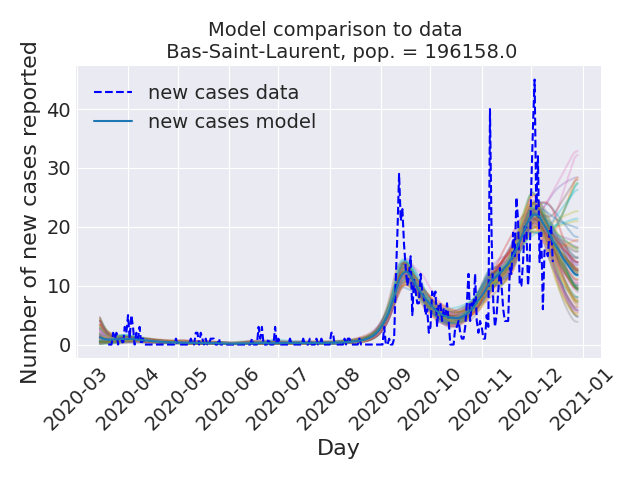 Model comparison to data
Bas-Saint-Laurent, pop. = 196158.0
Number of new cases reported
40
30
20
10
0
new cases data
new cases model
2020-03
2020-04
2020-05
2020-06
2020-07
2020-08
2020-09
2020-10
2020-11
2020-12
2021-01
Day